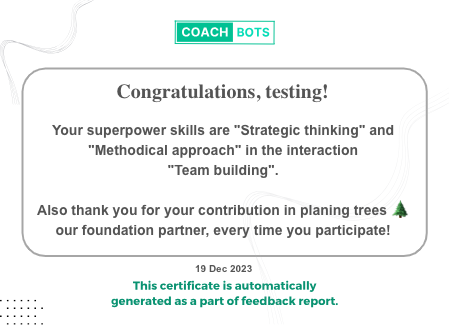 COACH BOTS
Congratulations, testing!
Your superpower skills are "Strategic thinking" and
"Methodical approach" in the interaction
"Team building".
Also thank you for your contribution in planing trees 🌲
our foundation partner, every time you participate!
19 Dec 2023
This certificate is automatically
generated as a part of feedback report.